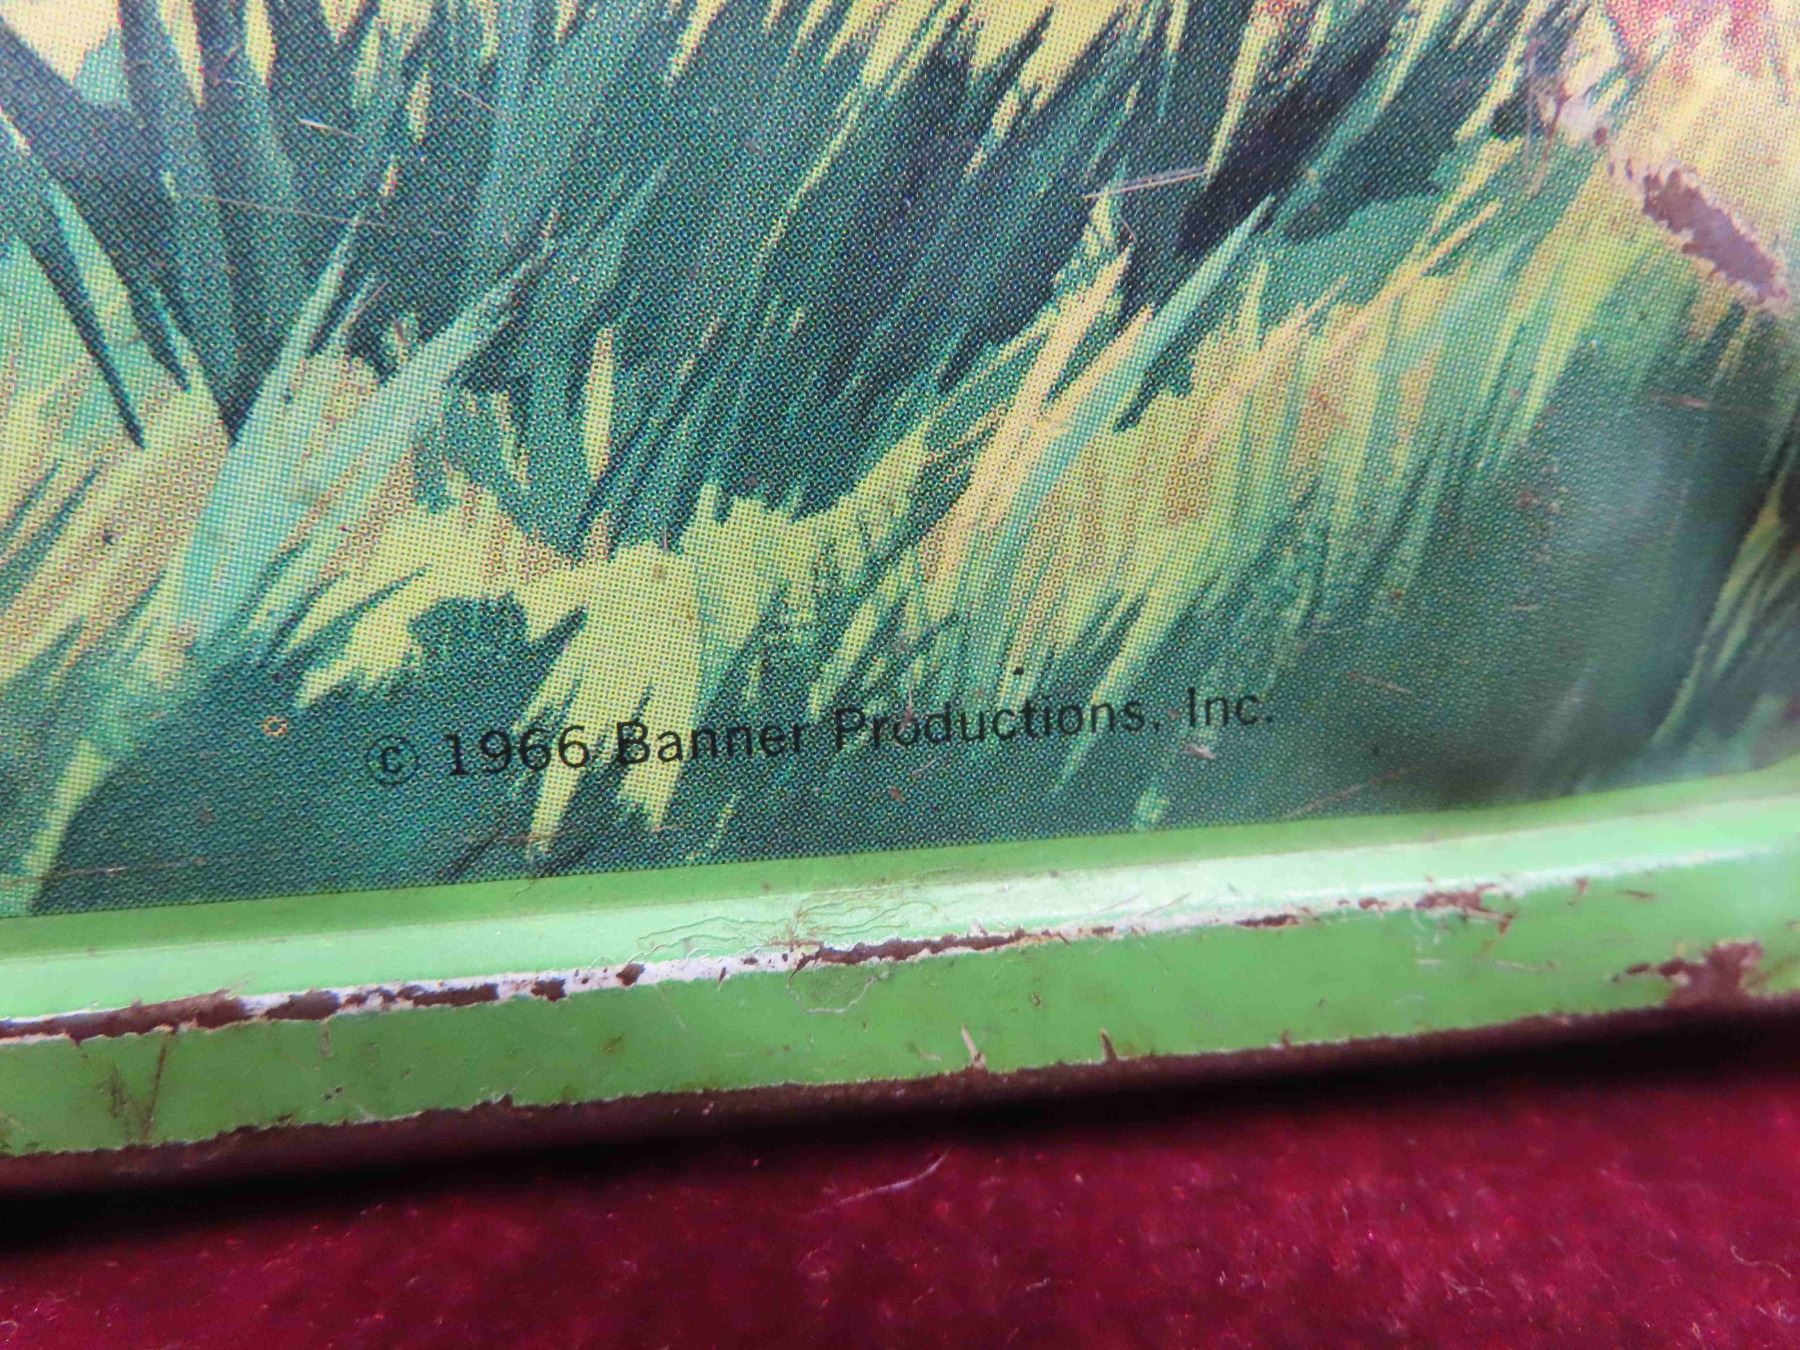 © 1966 Banner Productions, Inc.